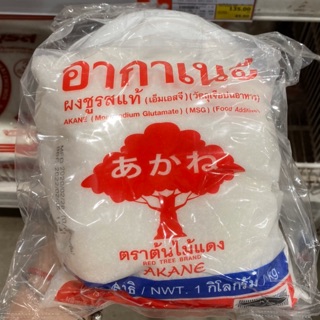 อากาเนะ
ผงชูรสแท้ (เอ็มเอสจี) (วัตถุเจือปนอาหาร)
AKANE (Monosodium Glutamate) (MSG) (Food Additive)
あかね
ตราต้นไม้แดง
RED TREE BRAND
AKANE
/ NWT. 1 กิโลกรัม / kg